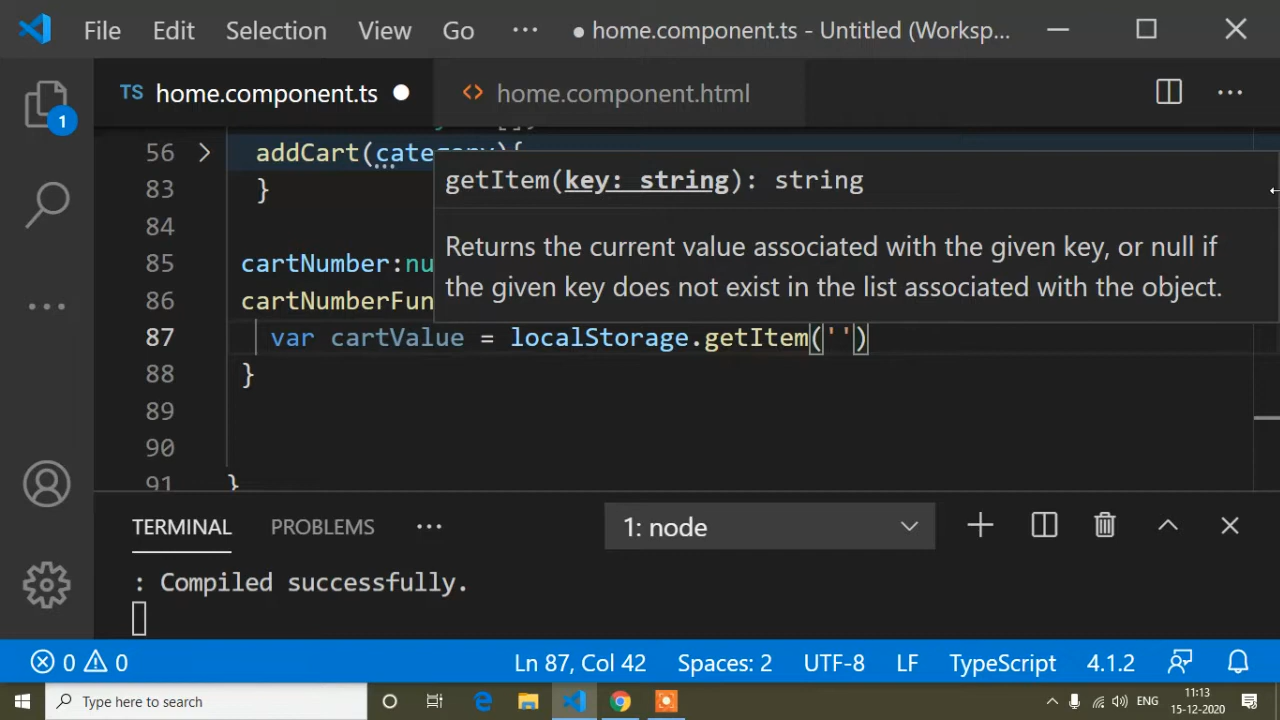 File Edit Selection View Go ··· ● home.component.ts - Untitled (Worksp...
TS home.component.ts ● <> home.component.html ···
56 > addCart(
83 }
84
85 cartNumber:nu
86 cartNumberFun
87 var cartValue = localStorage.getItem('')
88 }
89
90
91 }
getItem(key: string): string
Returns the current value associated with the given key, or null if
the given key does not exist in the list associated with the object.
1
TERMINAL PROBLEMS ··· 1: node
: Compiled successfully.
0 0 Ln 87, Col 42 Spaces: 2 UTF-8 LF TypeScript 4.1.2
Type here to search ENG 11:13
15-12-2020